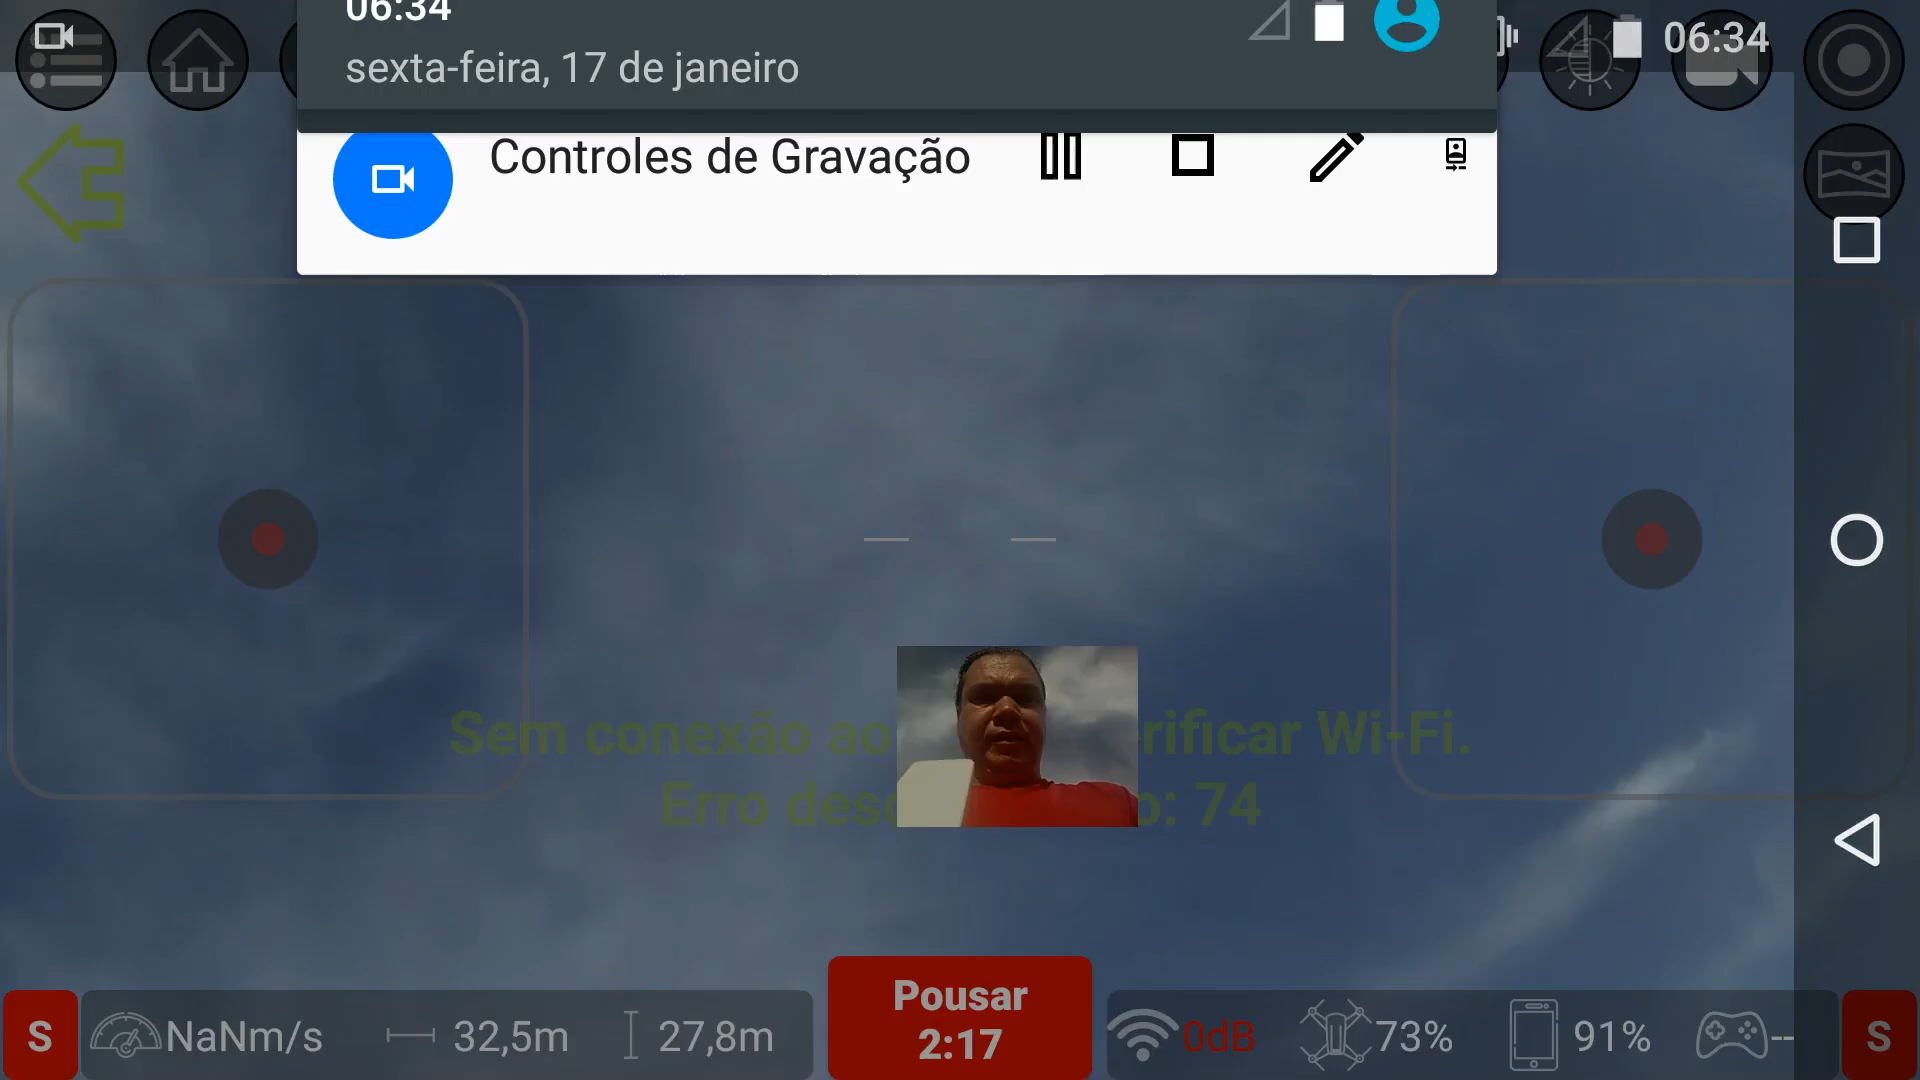 06:34
06:34
sexta-feira, 17 de janeiro
Controles de Gravação
Sem conexão ao rificar Wi-Fi.
Erro des o: 74
S
NaNm/s
32,5m
27,8m
Pousar
2:17
0dB
73%
91%
--
S